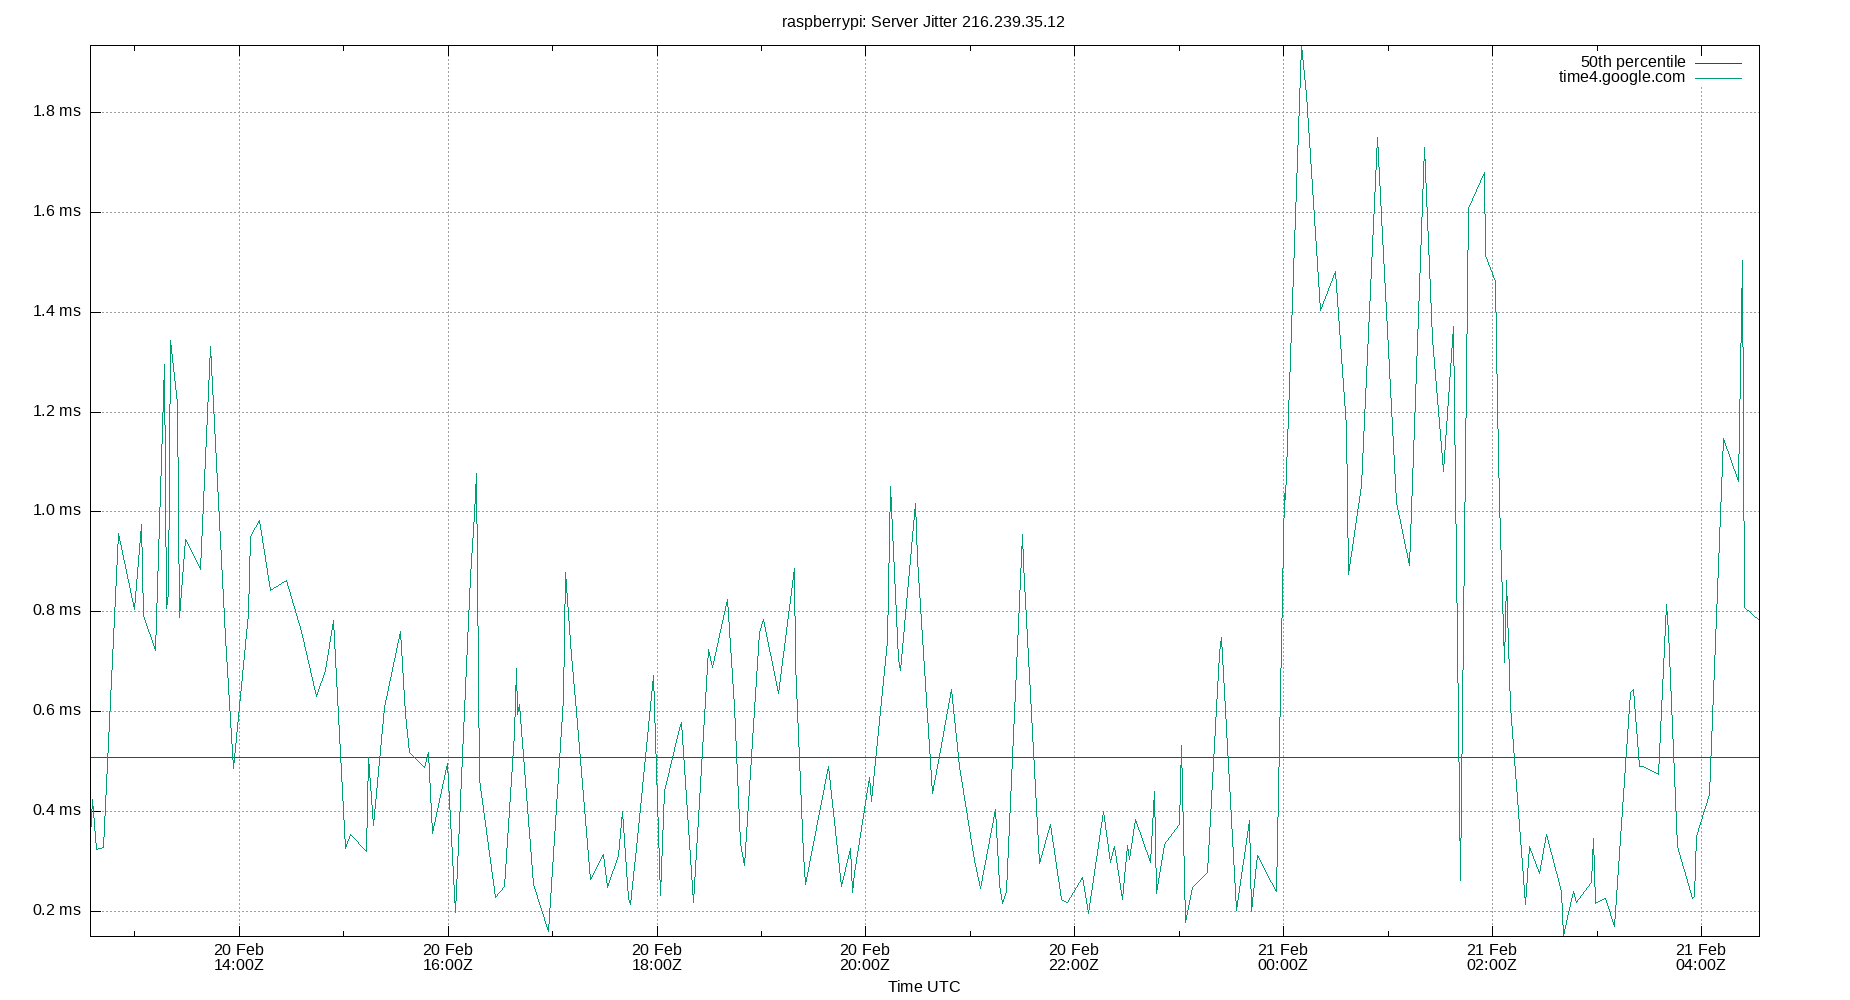 raspberrypi: Server Jitter 216.239.35.12
50th percentile
time4.google.com
1.8 ms
1.6 ms
1.4 ms
1.2 ms
1.0 ms
0.8 ms
0.6 ms
0.4 ms
0.2 ms
20 Feb 20 Feb 20 Feb 20 Feb 20 Feb 21 Feb 21 Feb 21 Feb
14:00Z 16:00Z 18:00Z 20:00Z 22:00Z 00:00Z 02:00Z 04:00Z
Time UTC